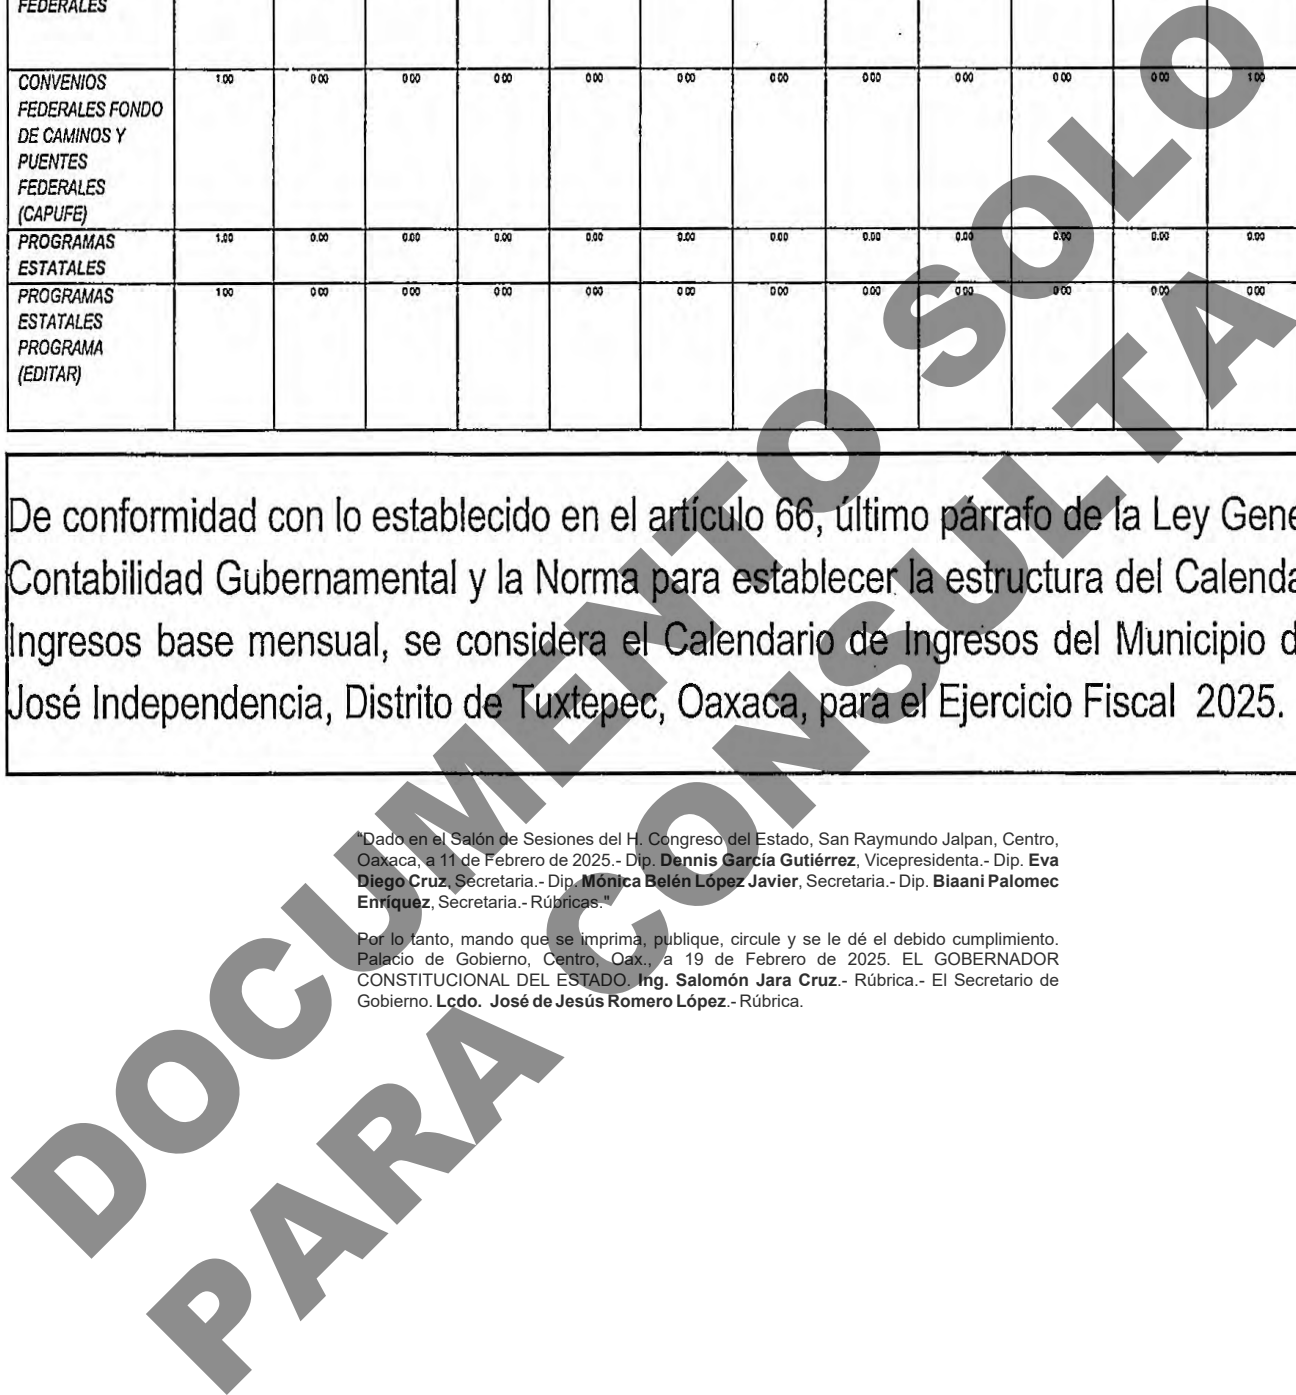 FEDERALES
CONVENIOS 1.00 0.00 0.00 0.00 0.00 0.00 0.00 0.00 0.00 0.00 0.00 1.00
FEDERALES FONDO
DE CAMINOS Y
PUENTES
FEDERALES
(CAPUFE)
PROGRAMAS 1.00 0.00 0.00 0.00 0.00 0.00 0.00 0.00 0.00 0.00 0.00 0.00
ESTATALES
PROGRAMAS 1.00 0.00 0.00 0.00 0.00 0.00 0.00 0.00 0.00 0.00 0.00 0.00
ESTATALES
PROGRAMA
(EDITAR)
De conformidad con lo establecido en el artículo 66, último párrafo de la Ley Gene
Contabilidad Gubernamental y la Norma para establecer la estructura del Calenda
Ingresos base mensual, se considera el Calendario de Ingresos del Municipio d
José Independencia, Distrito de Tuxtepec, Oaxaca, para el Ejercicio Fiscal 2025.
"Dado en el Salón de Sesiones del H. Congreso del Estado, San Raymundo Jalpan, Centro,
Oaxaca, a 11 de Febrero de 2025.- Dip. Dennis García Gutiérrez, Vicepresidenta.- Dip. Eva
Diego Cruz, Secretaria.- Dip. Mónica Belén López Javier, Secretaria.- Dip. Biaani Palomec
Enríquez, Secretaria.- Rúbricas."
Por lo tanto, mando que se imprima, publique, circule y se le dé el debido cumplimiento.
Palacio de Gobierno, Centro, Oax., a 19 de Febrero de 2025. EL GOBERNADOR
CONSTITUCIONAL DEL ESTADO. Ing. Salomón Jara Cruz.- Rúbrica.- El Secretario de
Gobierno. Lcdo. José de Jesús Romero López.- Rúbrica.
DOCUMENTO SOLO
PARA CONSULTA